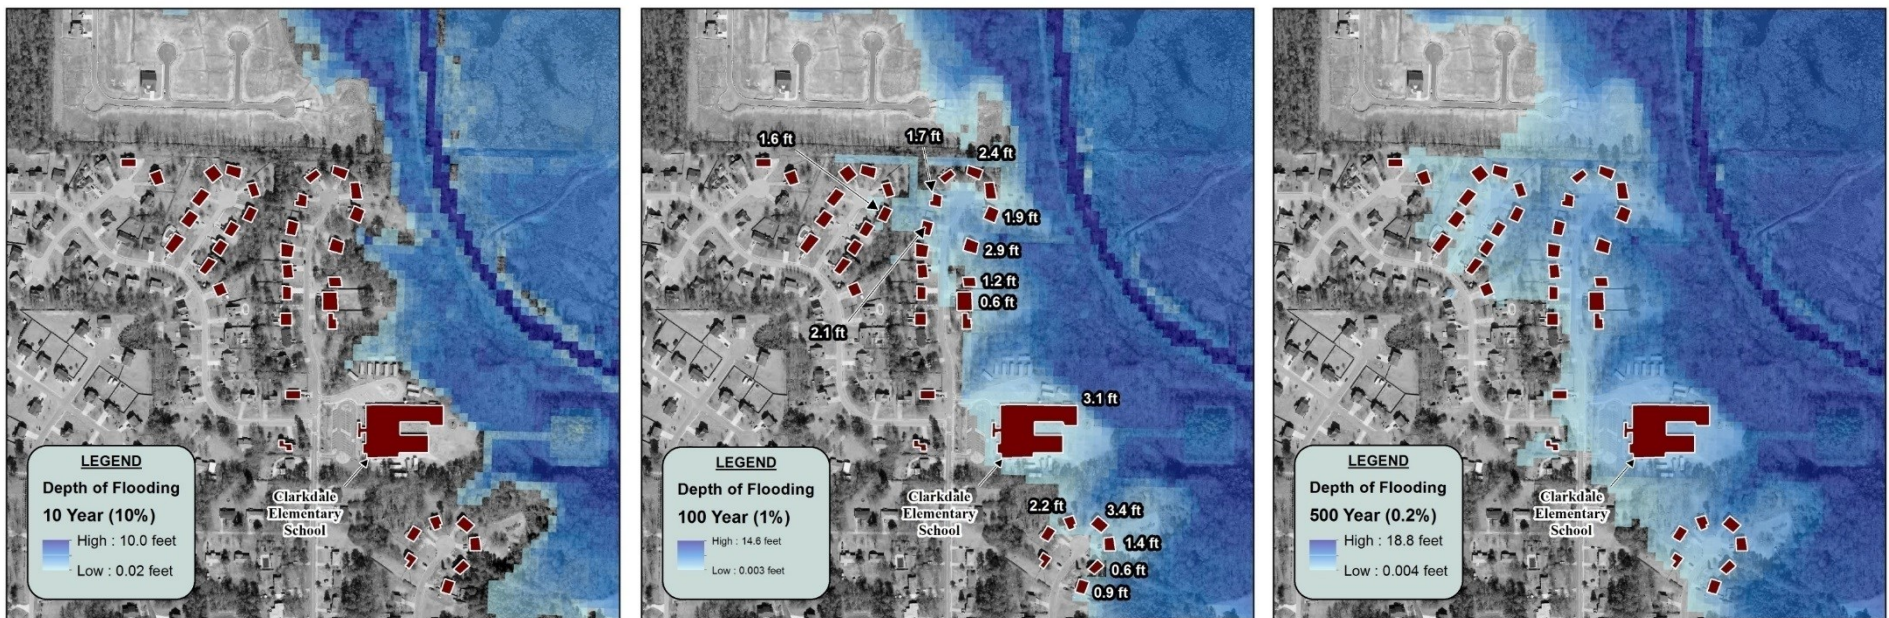 LEGEND
Depth of Flooding
10 Year (10%)
High : 10.0 feet
Low : 0.02 feet
Clarkdale
Elementary
School
1.6 ft
1.7 ft
2.4 ft
1.9 ft
2.9 ft
1.2 ft
0.6 ft
2.1 ft
3.1 ft
LEGEND
Depth of Flooding
100 Year (1%)
High : 14.6 feet
Low : 0.003 feet
Clarkdale
Elementary
School
2.2 ft
3.4 ft
1.4 ft
0.6 ft
0.9 ft
LEGEND
Depth of Flooding
500 Year (0.2%)
High : 18.8 feet
Low : 0.004 feet
Clarkdale
Elementary
School